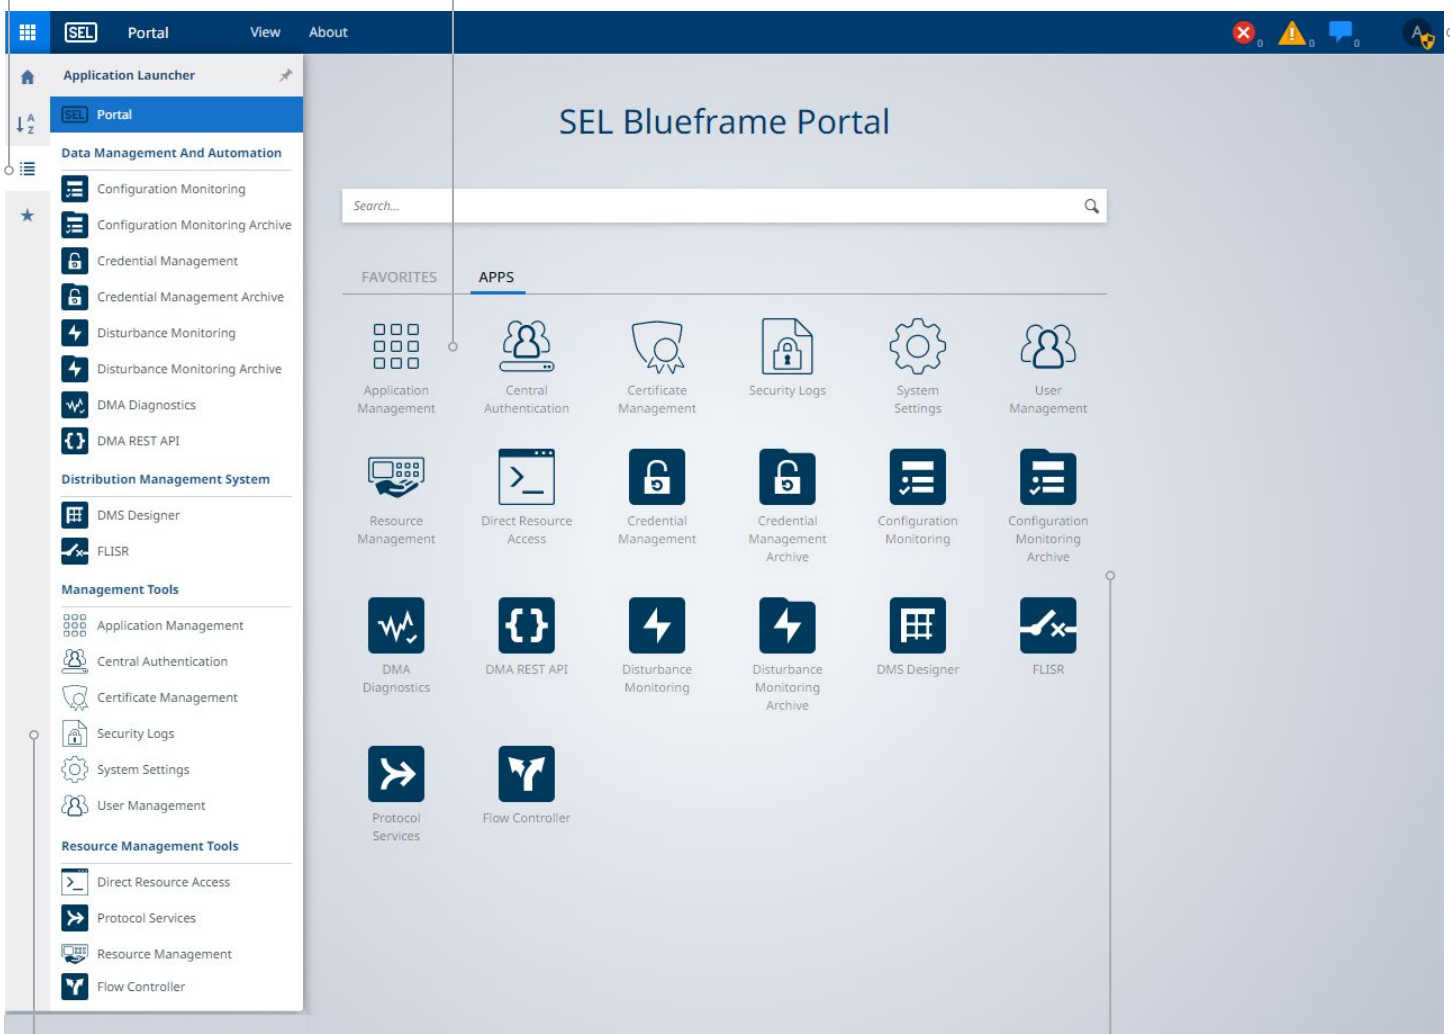 SEL Portal View About 0 0 0 A
Application Launcher
A
Z
SEL Portal
Data Management And Automation
Configuration Monitoring
Configuration Monitoring Archive
Credential Management
Credential Management Archive
Disturbance Monitoring
Disturbance Monitoring Archive
DMA Diagnostics
DMA REST API
Distribution Management System
DMS Designer
FLISR
Management Tools
Application Management
Central Authentication
Certificate Management
Security Logs
System Settings
User Management
Resource Management Tools
Direct Resource Access
Protocol Services
Resource Management
Flow Controller
SEL Blueframe Portal
Search...
FAVORITES APPS
Application
Management
Central
Authentication
Certificate
Management
Security Logs
System
Settings
User
Management
Resource
Management
Direct Resource
Access
Credential
Management
Credential
Management
Archive
Configuration
Monitoring
Configuration
Monitoring
Archive
DMA
Diagnostics
DMA REST API
Disturbance
Monitoring
Disturbance
Monitoring
Archive
DMS Designer
FLISR
Protocol
Services
Flow Controller